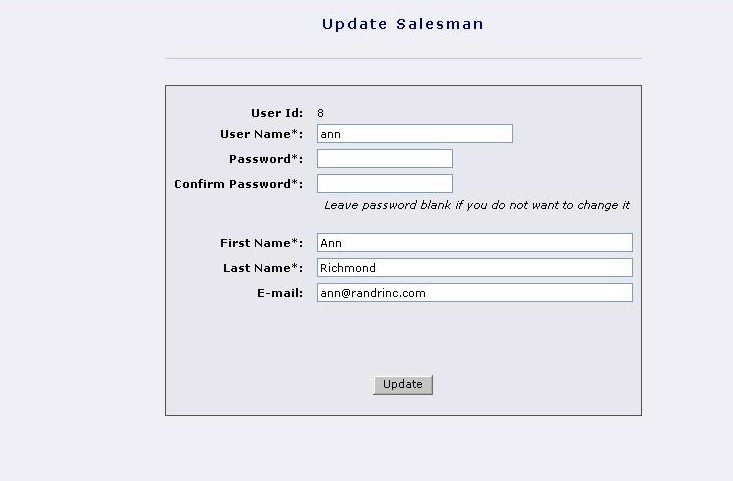 Update Salesman
User Id: 8
User Name*: ann
Password*:
Confirm Password*:
Leave password blank if you do not want to change it
First Name*: Ann
Last Name*: Richmond
E-mail: ann@randrinc.com
Update